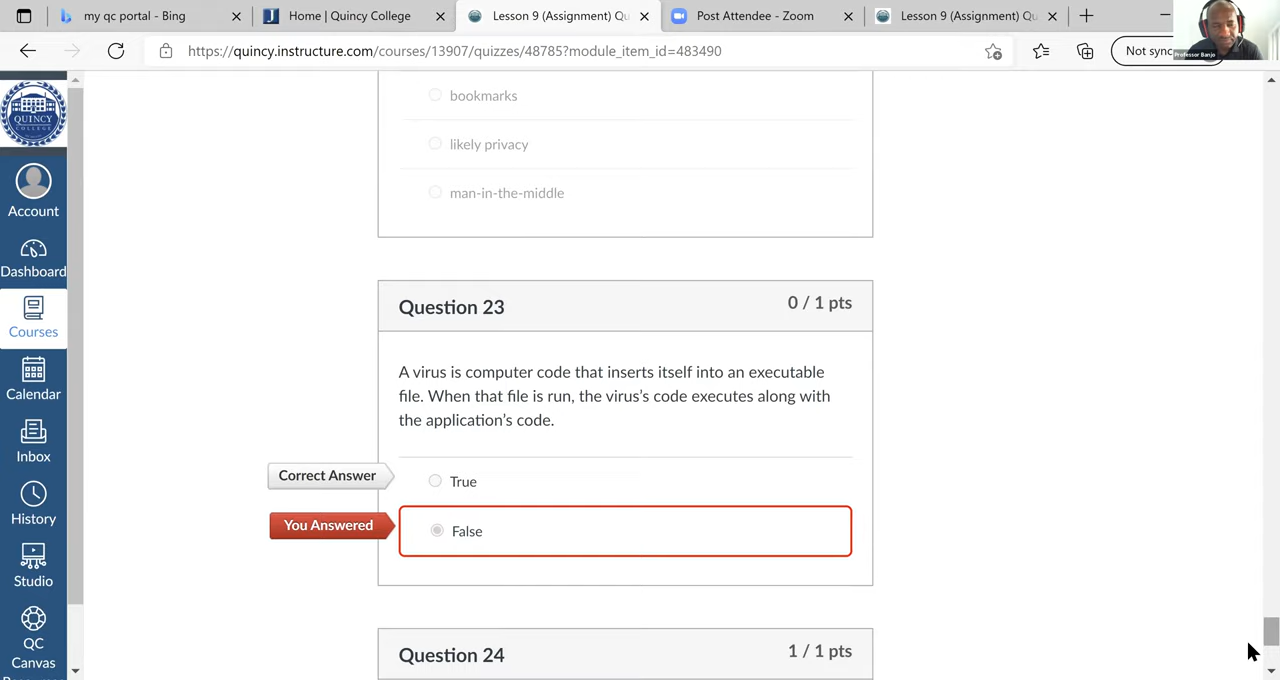 my qc portal - Bing
Home | Quincy College
Lesson 9 (Assignment) Qu
Post Attendee - Zoom
Lesson 9 (Assignment) Qu
https://quincy.instructure.com/courses/13907/quizzes/48785?module_item_id=483490
Not sync
Professor Banjo
QUINCY
COLLEGE
Account
Dashboard
Courses
Calendar
Inbox
History
Studio
QC
Canvas
bookmarks
likely privacy
man-in-the-middle
Question 23
0 / 1 pts
A virus is computer code that inserts itself into an executable
file. When that file is run, the virus’s code executes along with
the application’s code.
Correct Answer
True
You Answered
False
Question 24
1 / 1 pts